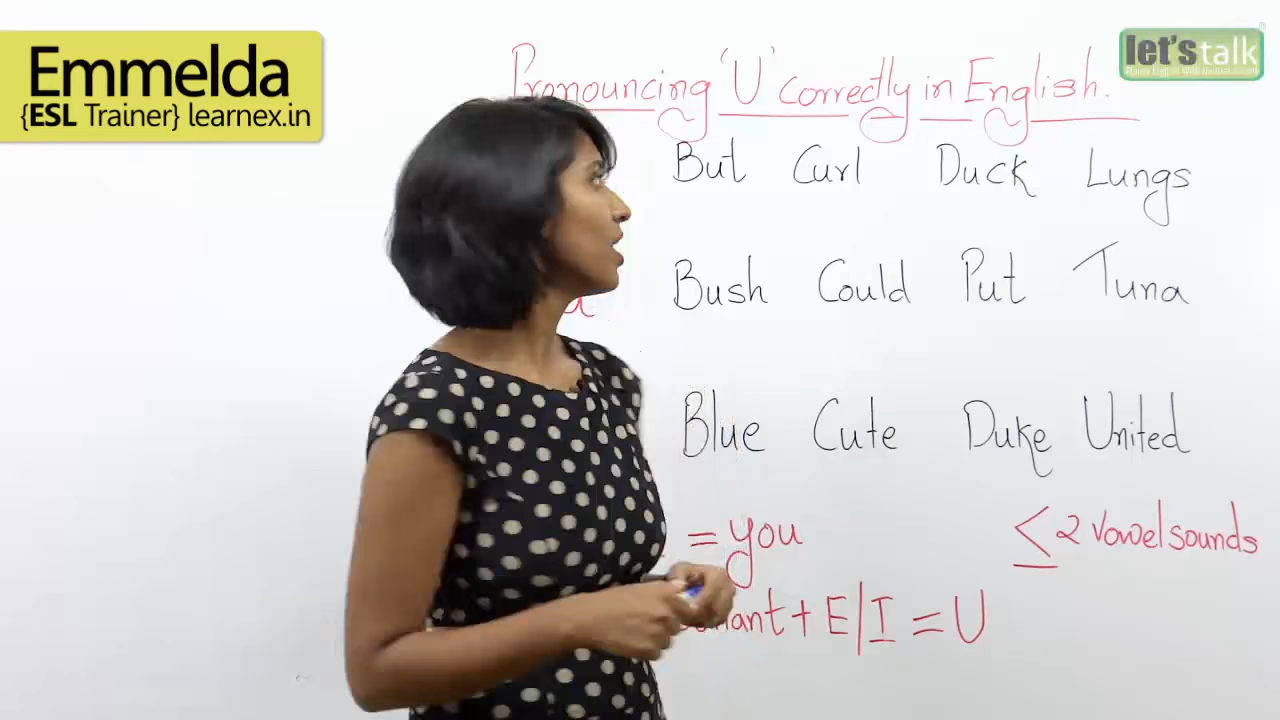 Emmelda
{ESL Trainer} learnex.in
let's talk
Pronouncing 'U' correctly in English.
But Curl Duck Lungs
Bush Could Put Tuna
Blue Cute Duke United
= you
≤ 2 vowel sounds
+ E/I = U